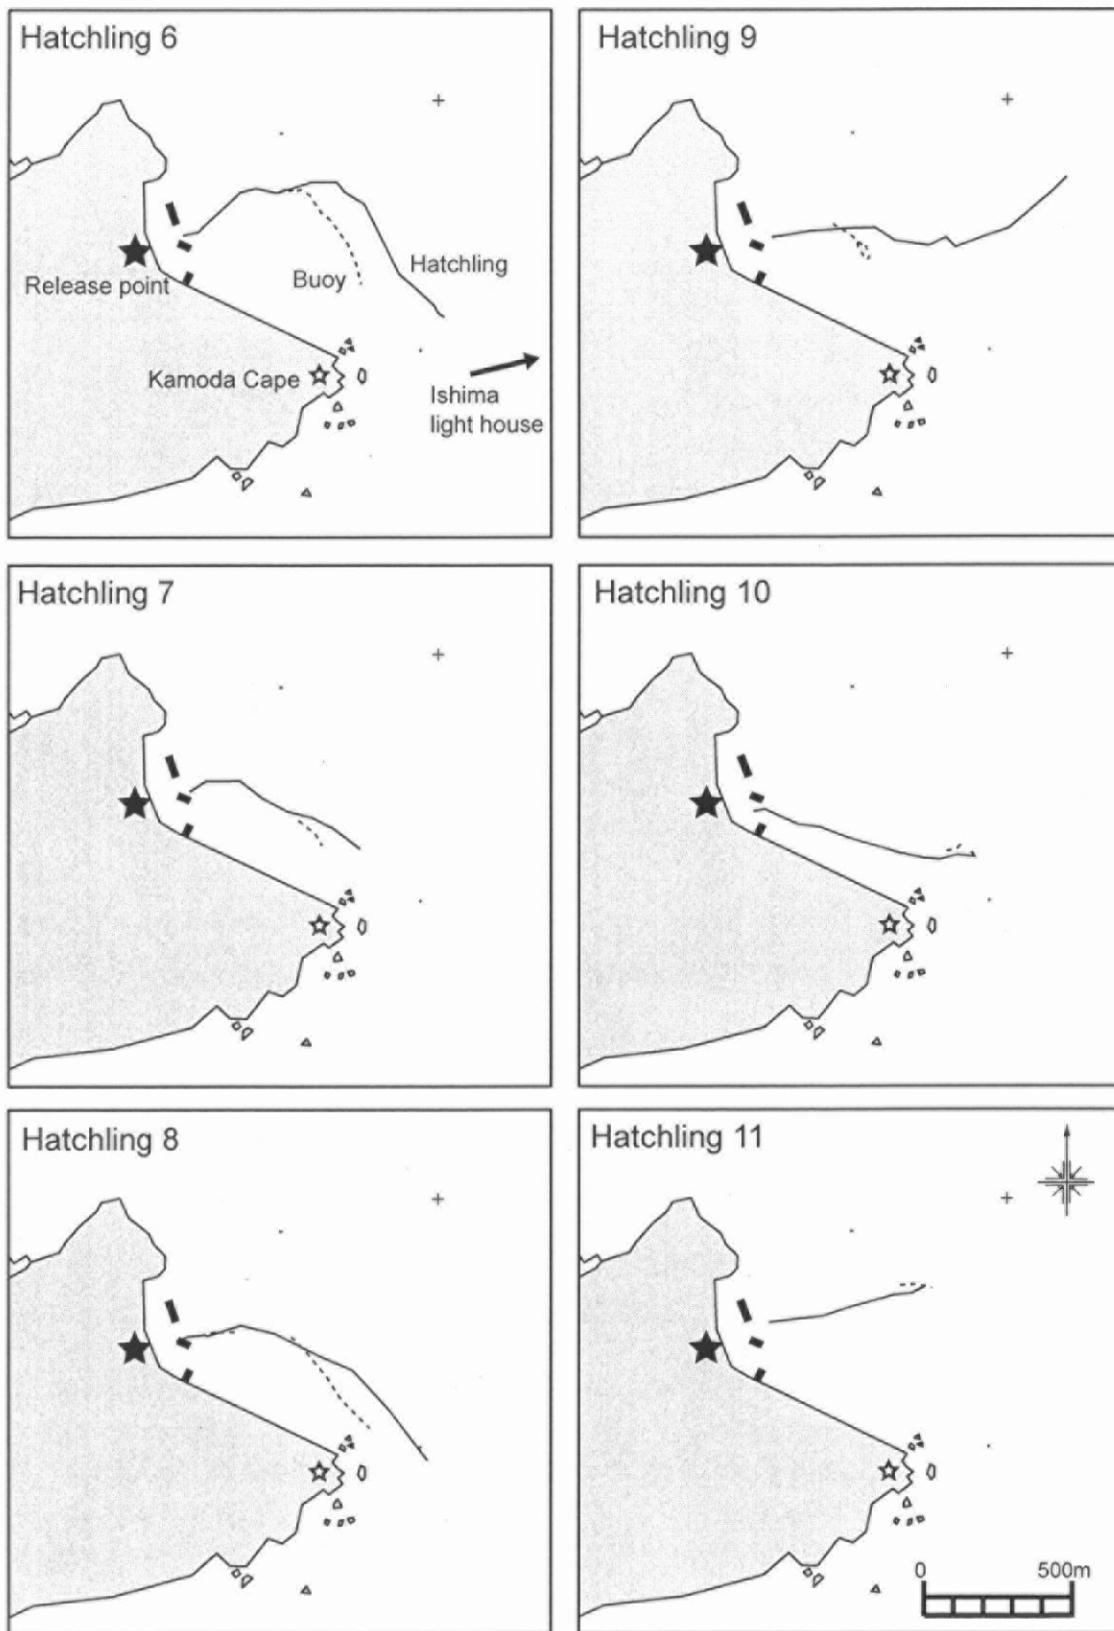 Hatchling 6
Hatchling
Buoy
Release point
Kamoda Cape
Ishima
light house
Hatchling 9
Hatchling 7
Hatchling 10
Hatchling 8
Hatchling 11
0 500m